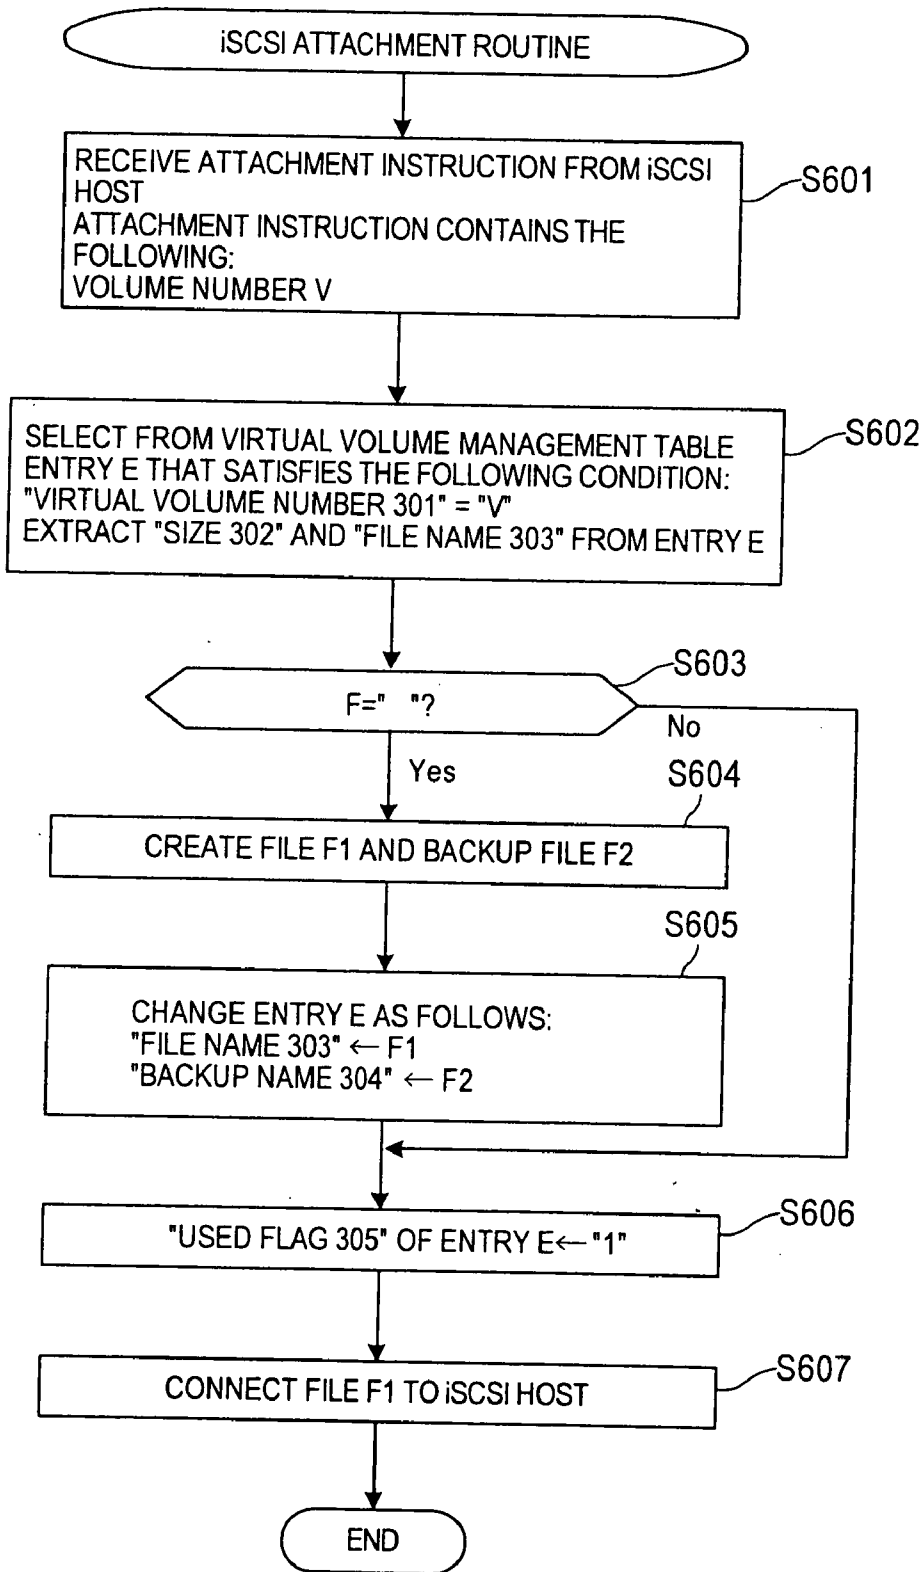 iSCSI ATTACHMENT ROUTINE
RECEIVE ATTACHMENT INSTRUCTION FROM iSCSI
HOST
ATTACHMENT INSTRUCTION CONTAINS THE
FOLLOWING:
VOLUME NUMBER V
S601
SELECT FROM VIRTUAL VOLUME MANAGEMENT TABLE
ENTRY E THAT SATISFIES THE FOLLOWING CONDITION:
"VIRTUAL VOLUME NUMBER 301" = "V"
EXTRACT "SIZE 302" AND "FILE NAME 303" FROM ENTRY E
S602
S603
F=" "?
No
Yes
S604
CREATE FILE F1 AND BACKUP FILE F2
S605
CHANGE ENTRY E AS FOLLOWS:
"FILE NAME 303" ← F1
"BACKUP NAME 304" ← F2
S606
"USED FLAG 305" OF ENTRY E← "1"
S607
CONNECT FILE F1 TO iSCSI HOST
END